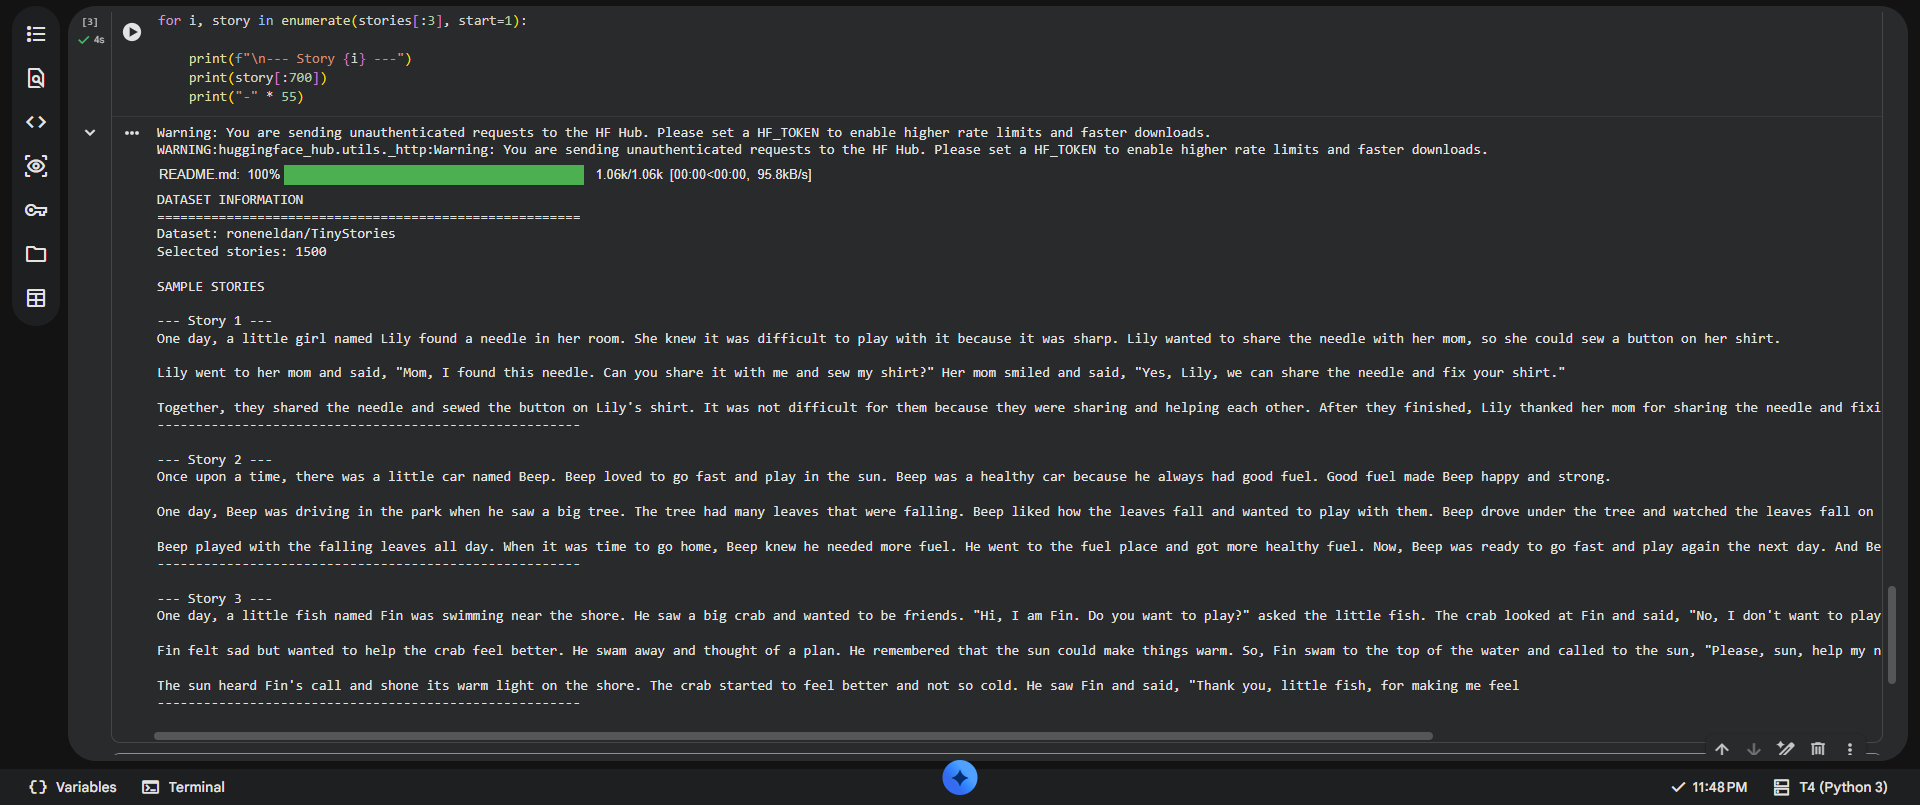 [3]
4s
for i, story in enumerate(stories[:3], start=1):
    print(f"\n--- Story {i} ---")
    print(story[:700])
    print("-" * 55)
Warning: You are sending unauthenticated requests to the HF Hub. Please set a HF_TOKEN to enable higher rate limits and faster downloads.
WARNING:huggingface_hub.utils._http:Warning: You are sending unauthenticated requests to the HF Hub. Please set a HF_TOKEN to enable higher rate limits and faster downloads.
README.md: 100% 1.06k/1.06k [00:00<00:00, 95.8kB/s]
DATASET INFORMATION
=======================================================
Dataset: roneneldan/TinyStories
Selected stories: 1500
SAMPLE STORIES
--- Story 1 ---
One day, a little girl named Lily found a needle in her room. She knew it was difficult to play with it because it was sharp. Lily wanted to share the needle with her mom, so she could sew a button on her shirt.
Lily went to her mom and said, "Mom, I found this needle. Can you share it with me and sew my shirt?" Her mom smiled and said, "Yes, Lily, we can share the needle and fix your shirt."
Together, they shared the needle and sewed the button on Lily's shirt. It was not difficult for them because they were sharing and helping each other. After they finished, Lily thanked her mom for sharing the needle and fixi
-------------------------------------------------------
--- Story 2 ---
Once upon a time, there was a little car named Beep. Beep loved to go fast and play in the sun. Beep was a healthy car because he always had good fuel. Good fuel made Beep happy and strong.
One day, Beep was driving in the park when he saw a big tree. The tree had many leaves that were falling. Beep liked how the leaves fall and wanted to play with them. Beep drove under the tree and watched the leaves fall on
Beep played with the falling leaves all day. When it was time to go home, Beep knew he needed more fuel. He went to the fuel place and got more healthy fuel. Now, Beep was ready to go fast and play again the next day. And Be
-------------------------------------------------------
--- Story 3 ---
One day, a little fish named Fin was swimming near the shore. He saw a big crab and wanted to be friends. "Hi, I am Fin. Do you want to play?" asked the little fish. The crab looked at Fin and said, "No, I don't want to play
Fin felt sad but wanted to help the crab feel better. He swam away and thought of a plan. He remembered that the sun could make things warm. So, Fin swam to the top of the water and called to the sun, "Please, sun, help my n
The sun heard Fin's call and shone its warm light on the shore. The crab started to feel better and not so cold. He saw Fin and said, "Thank you, little fish, for making me feel
-------------------------------------------------------
Variables
Terminal
11:48 PM
T4 (Python 3)